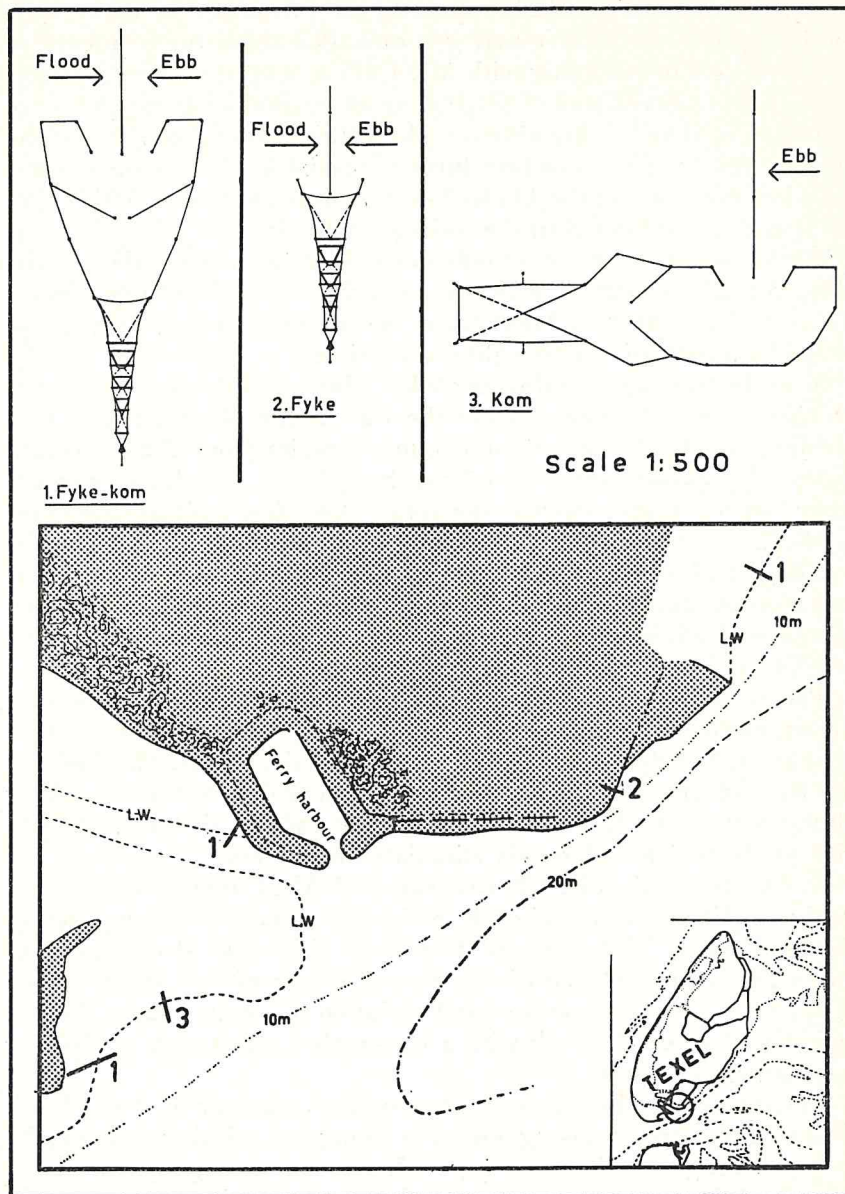 Flood Ebb
Flood Ebb
Ebb
1.Fyke-kom
2.Fyke
3. Kom
Scale 1:500
1
L.W
10m
2
Ferry harbour
L.W
1
20m
L.W
3
10m
1
TEXEL